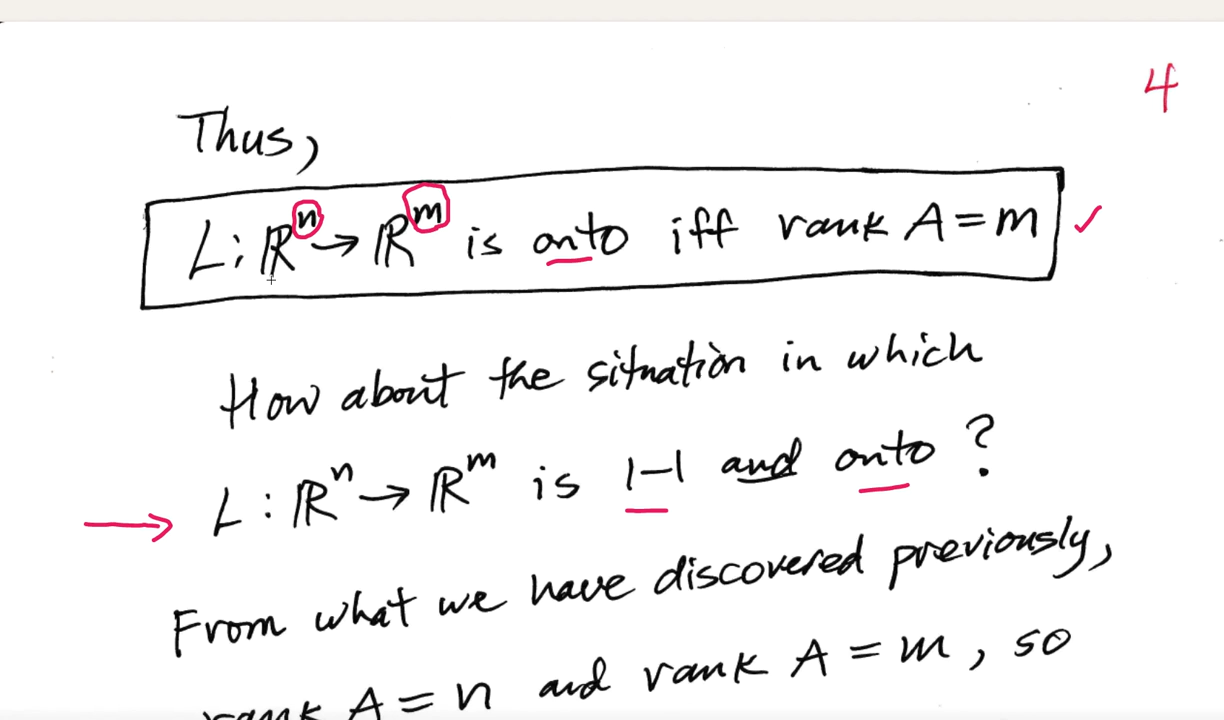 4
Thus,
L: ℝⁿ → ℝᵐ is onto iff rank A = m ✓
How about the situation in which
→ L: ℝⁿ → ℝᵐ is 1-1 and onto?
From what we have discovered previously,
rank A = n and rank A = m, so